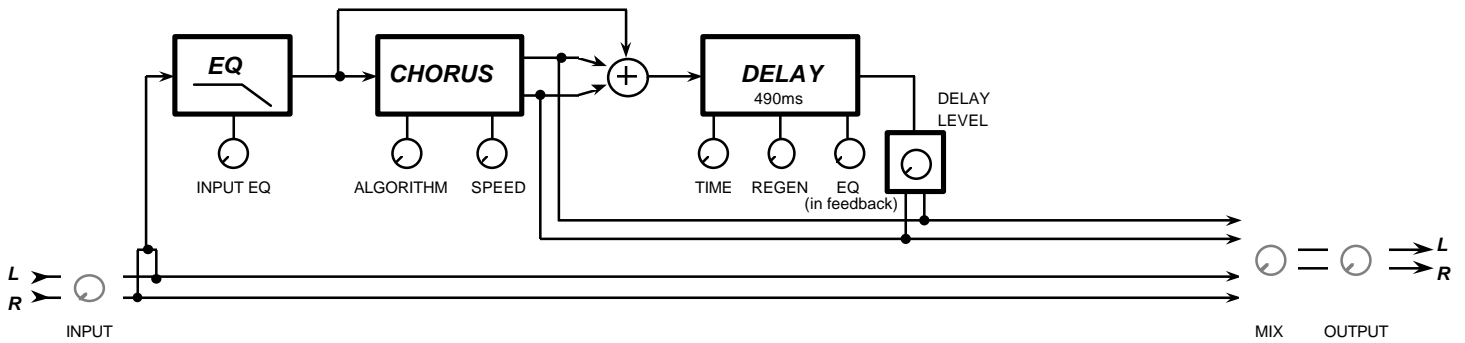 EQ
CHORUS
+
DELAY
490ms
DELAY
LEVEL
INPUT EQ
ALGORITHM
SPEED
TIME
REGEN
EQ
(in feedback)
L
R
INPUT
L
R
MIX
OUTPUT